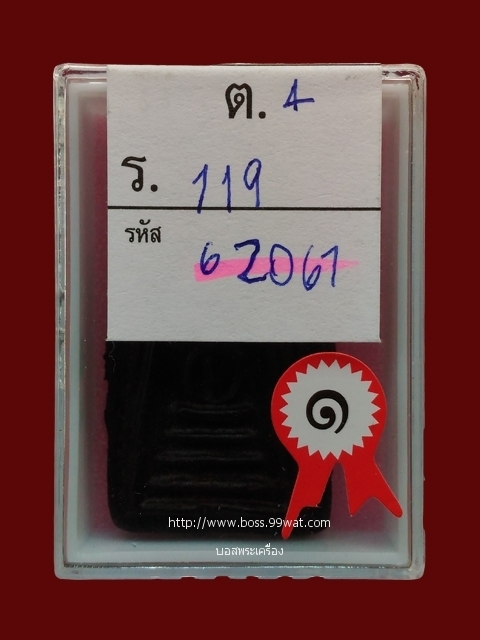 ต. 4
ร. 119
รหัส 62061
๑
http://www.boss.99wat.com
บอสพระเครื่อง